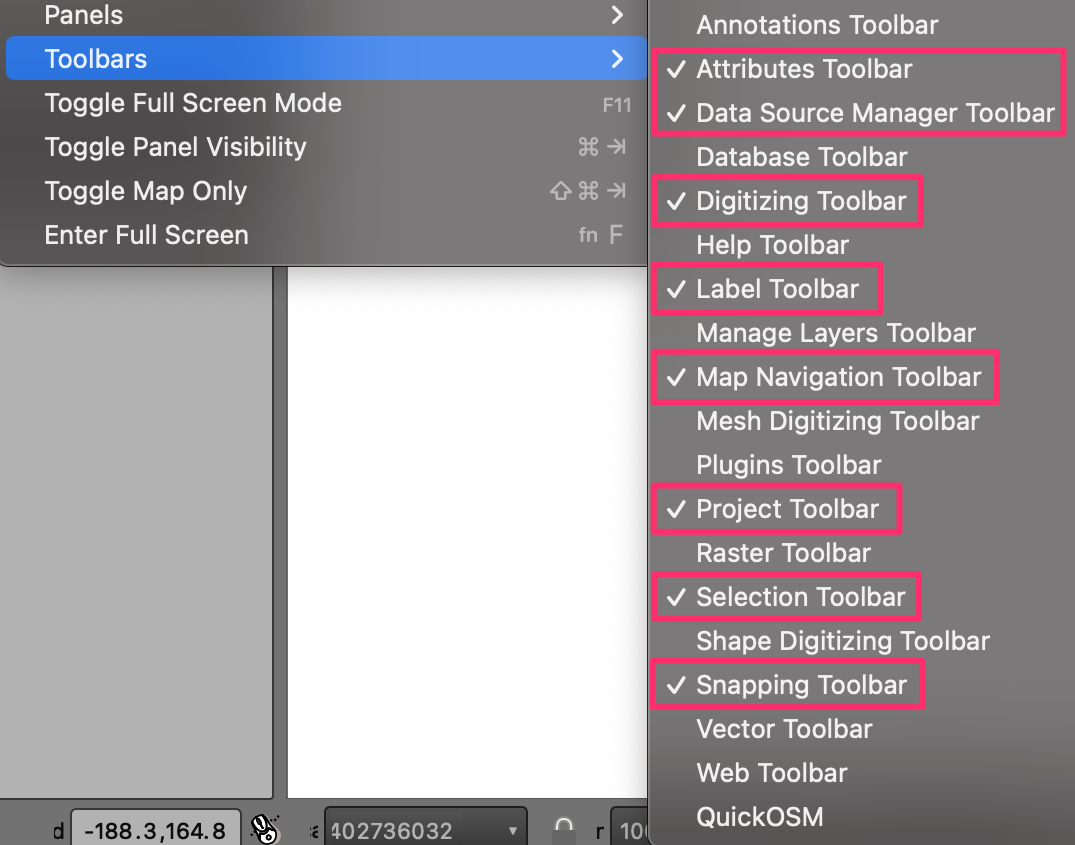 Panels
Toolbars
Toggle Full Screen Mode F11
Toggle Panel Visibility ⌘ ⇥
Toggle Map Only ⇧ ⌘ ⇥
Enter Full Screen fn F
Annotations Toolbar
✓ Attributes Toolbar
✓ Data Source Manager Toolbar
Database Toolbar
✓ Digitizing Toolbar
Help Toolbar
✓ Label Toolbar
Manage Layers Toolbar
✓ Map Navigation Toolbar
Mesh Digitizing Toolbar
Plugins Toolbar
✓ Project Toolbar
Raster Toolbar
✓ Selection Toolbar
Shape Digitizing Toolbar
✓ Snapping Toolbar
Vector Toolbar
Web Toolbar
QuickOSM
-188.3,164.8 402736032